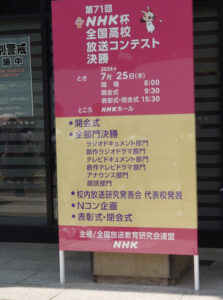 第71回
NHK杯
全国高校
放送コンテスト
決勝
2024年
とき 7月25日(木)
開場 8:00
開会式 9:30
表彰式・閉会式 15:30
ところ NHKホール
●開会式
●全部門決勝
ラジオドキュメント部門
創作ラジオドラマ部門
テレビドキュメント部門
創作テレビドラマ部門
アナウンス部門
朗読部門
●校内放送研究発表会 代表校発表
●Nコン企画
●表彰式・閉会式
主催/全国放送教育研究会連盟
NHK
別警戒
施中